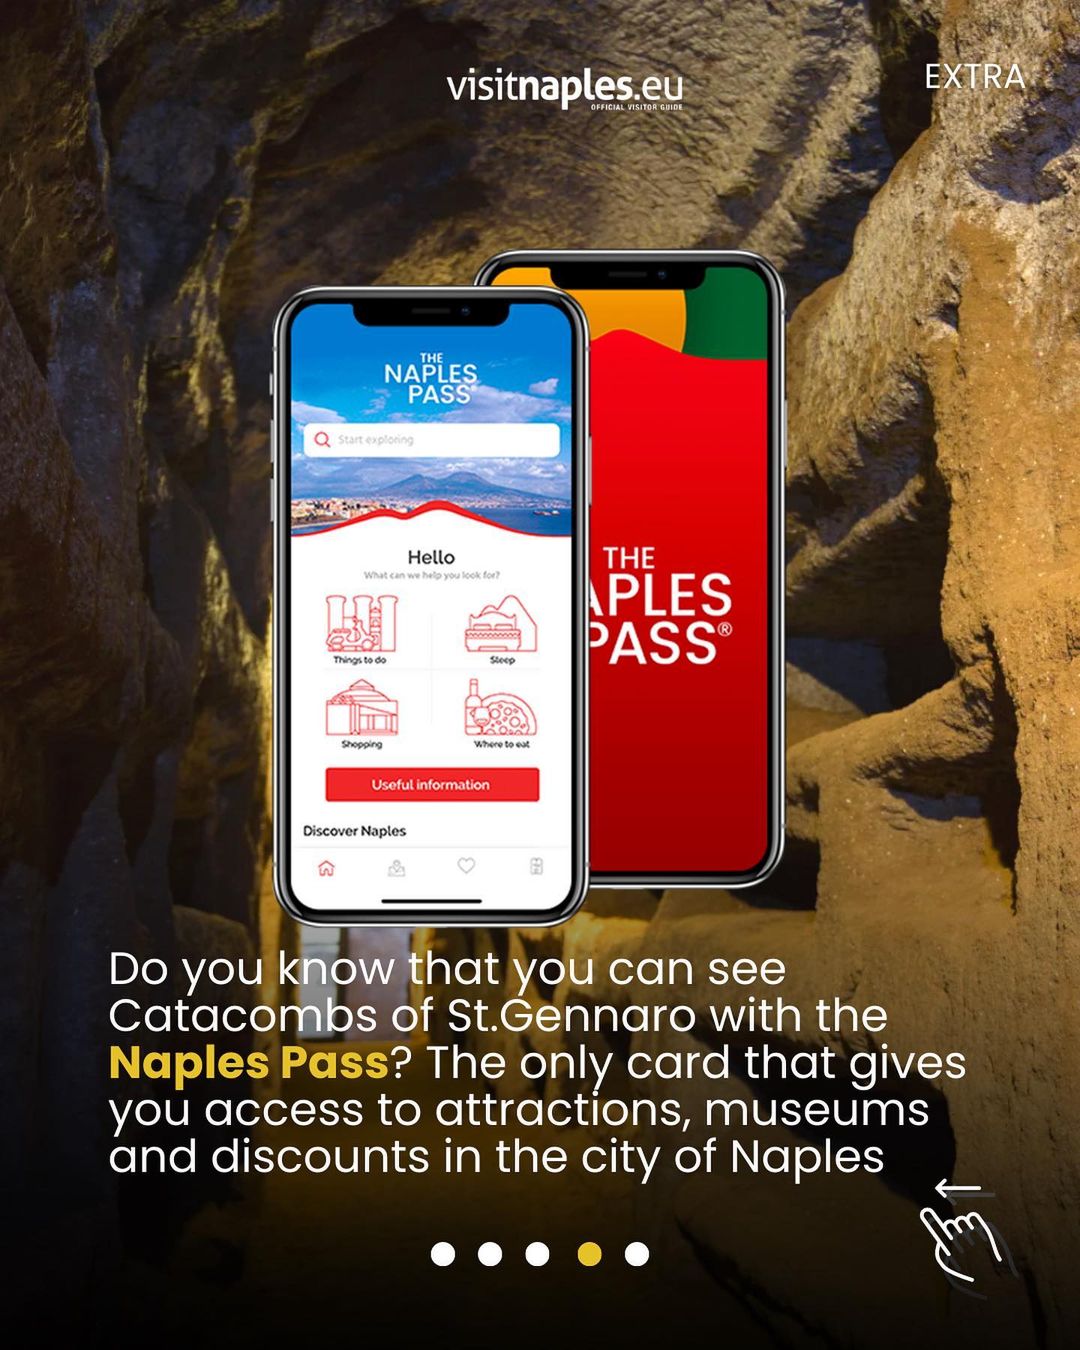 visitnaples.eu
OFFICIAL VISITOR GUIDE
EXTRA
THE
NAPLES
PASS®
Start exploring
Hello
What can we help you look for?
Things to do
Sleep
Shopping
Where to eat
Useful information
Discover Naples
THE
APLES
PASS®
Do you know that you can see
Catacombs of St.Gennaro with the
Naples Pass? The only card that gives
you access to attractions, museums
and discounts in the city of Naples